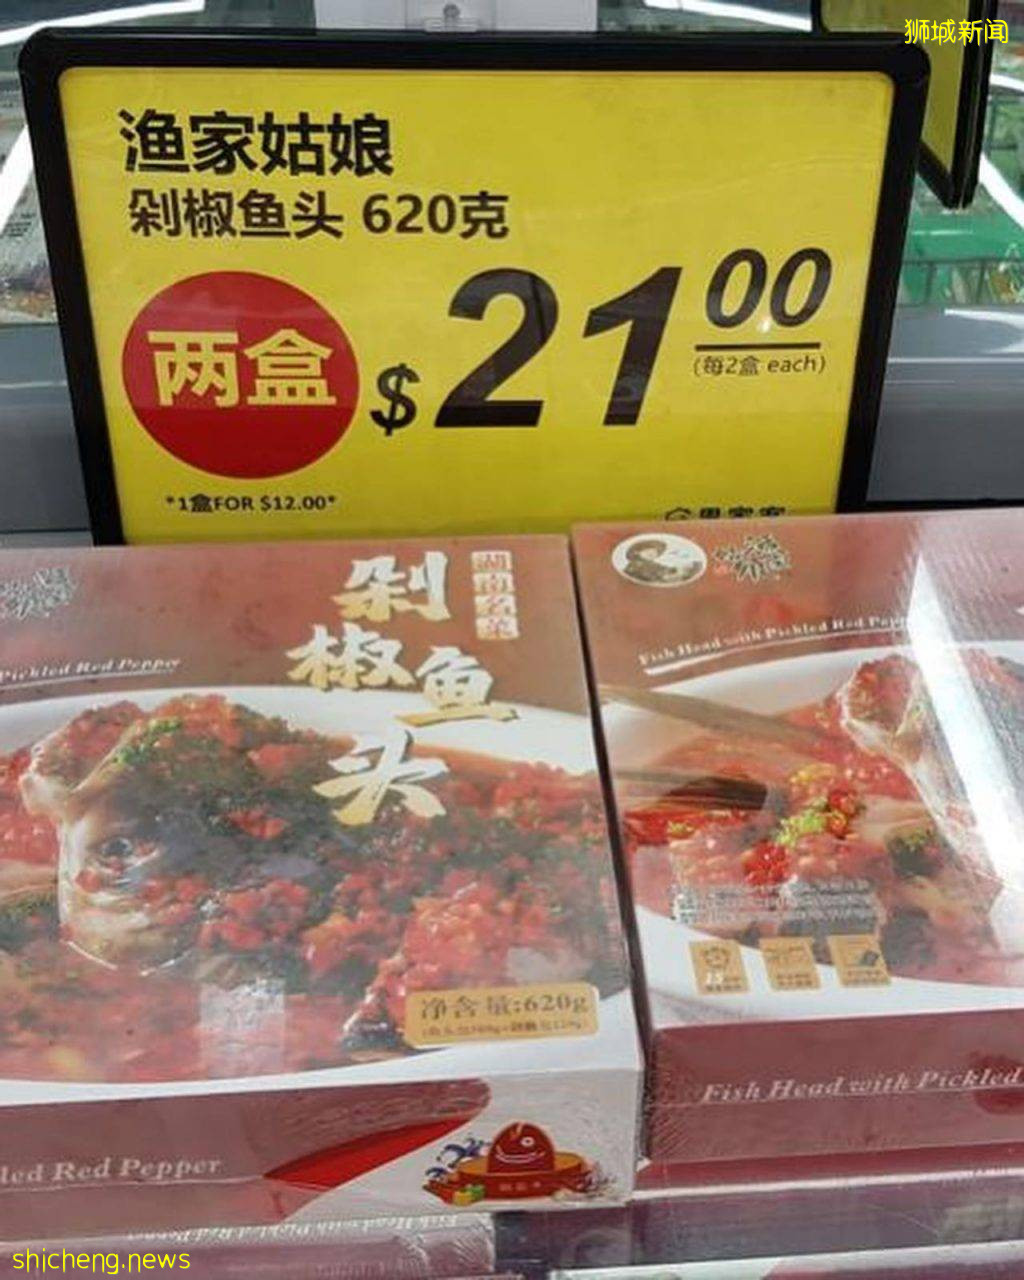 狮城新闻
渔家姑娘
剁椒鱼头 620克
两盒
$21 00
(每2盒 each)
*1盒FOR $12.00*
剁椒鱼头
湖南名菜
Pickled Red Pepper
Fish Head with Pickled Red Pepp
净含量:620g
Fish Head with Pickled
led Red Pepper
shicheng.news